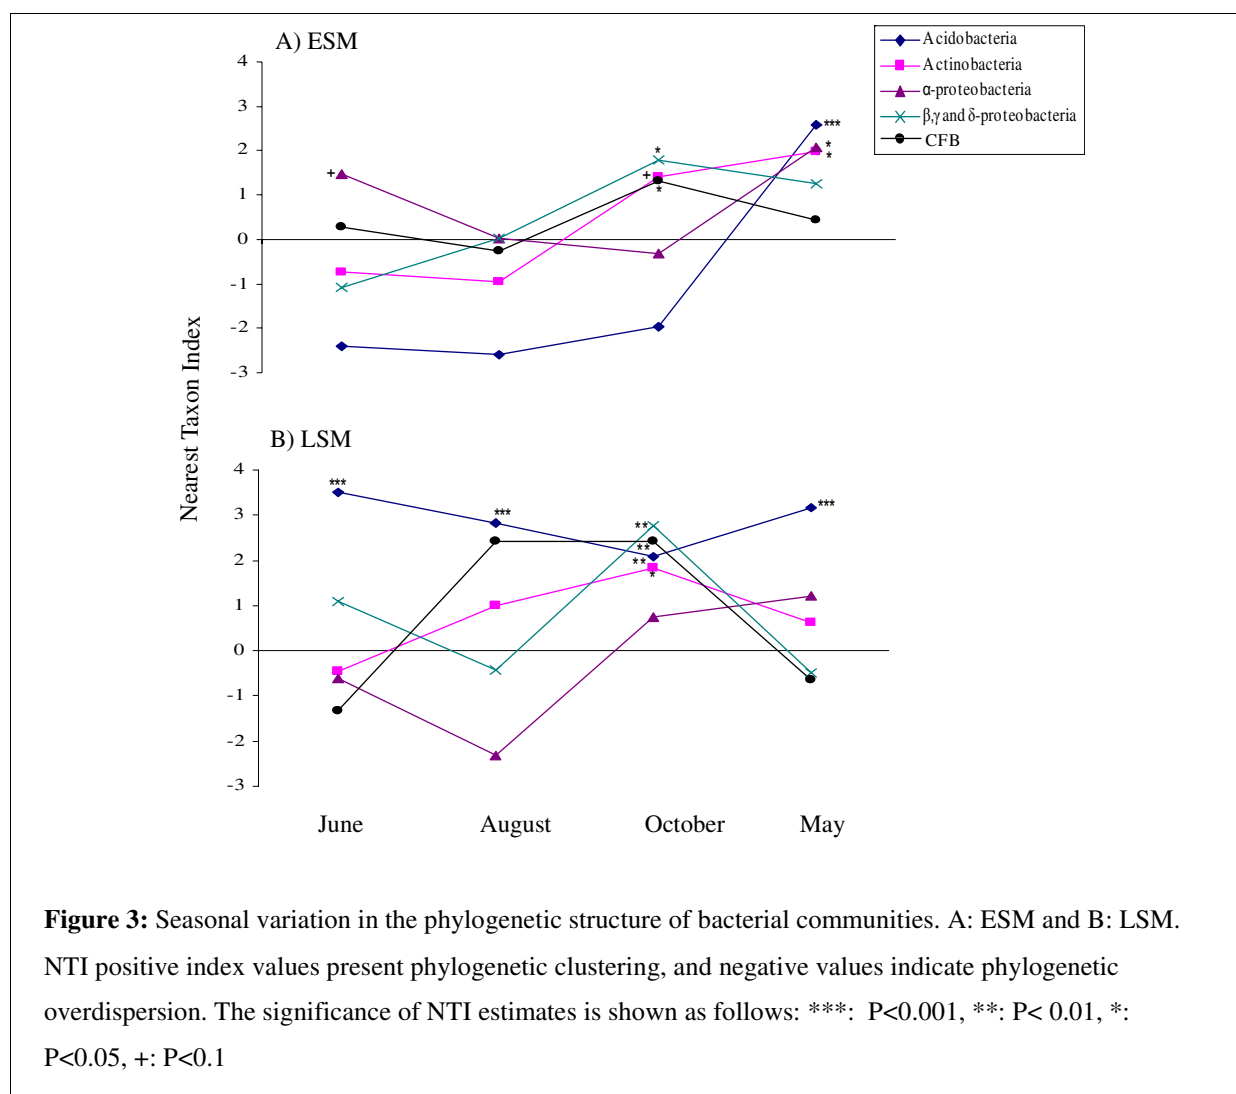 A) ESM
Acidobacteria
Actinobacteria
α-proteobacteria
β,γ and δ-proteobacteria
CFB
4
3
2
1
0
-1
-2
-3
+
*
+
*
***
*
*
Nearest Taxon Index
B) LSM
4
3
2
1
0
-1
-2
-3
***
***
**
**
**
*
***
June August October May
Figure 3: Seasonal variation in the phylogenetic structure of bacterial communities. A: ESM and B: LSM.
NTI positive index values present phylogenetic clustering, and negative values indicate phylogenetic
overdispersion. The significance of NTI estimates is shown as follows: ***: P<0.001, **: P< 0.01, *:
P<0.05, +: P<0.1